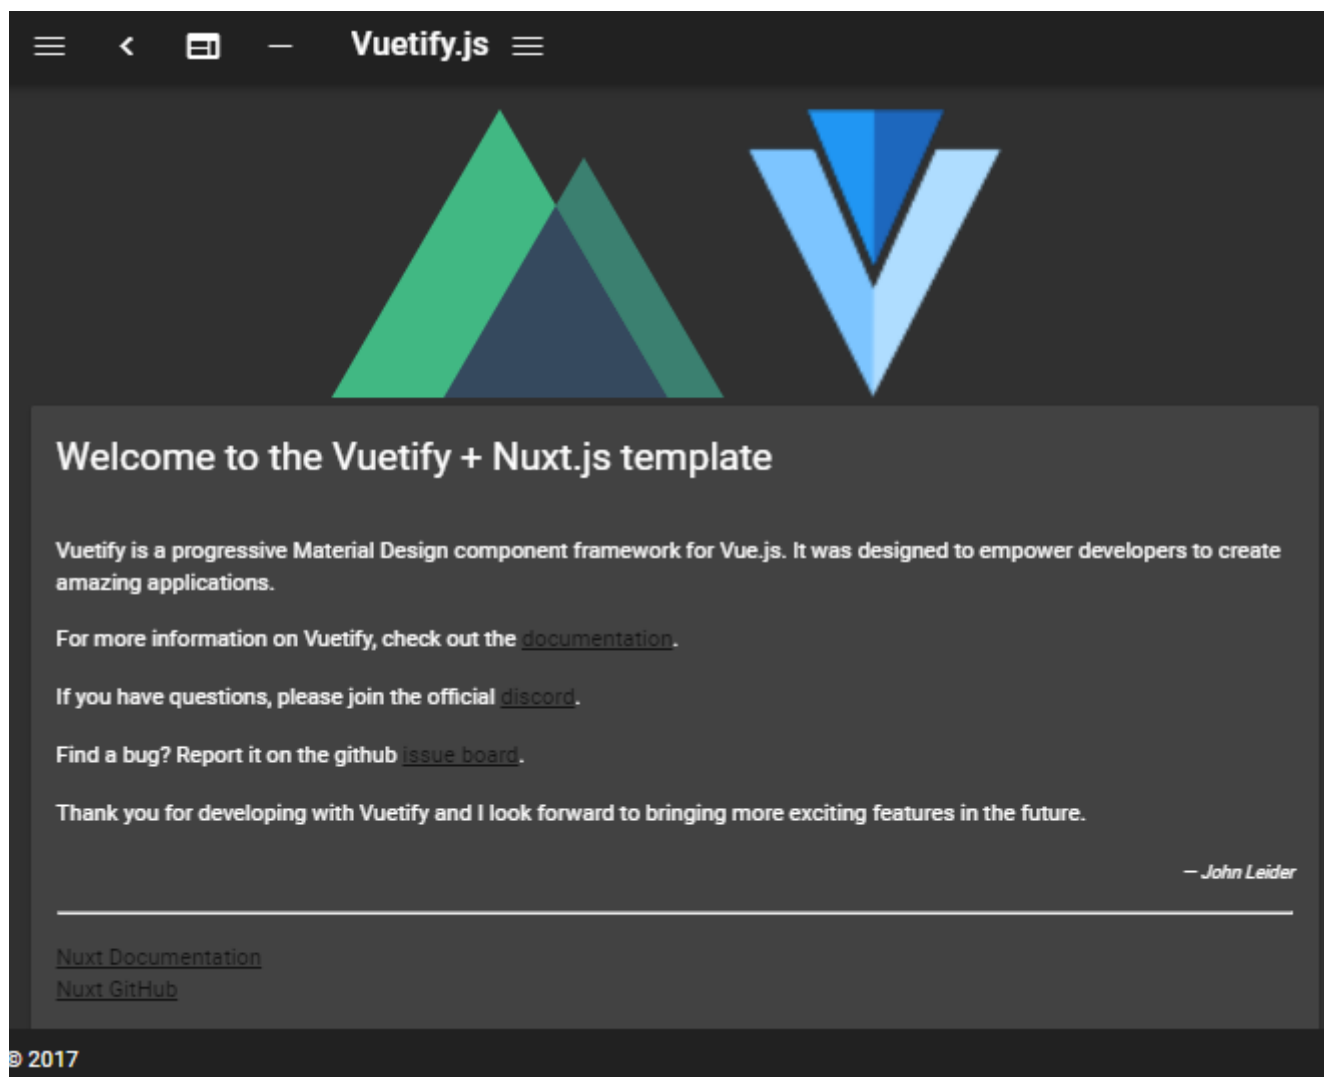 Vuetify.js
Welcome to the Vuetify + Nuxt.js template
Vuetify is a progressive Material Design component framework for Vue.js. It was designed to empower developers to create
amazing applications.
For more information on Vuetify, check out the documentation.
If you have questions, please join the official discord.
Find a bug? Report it on the github issue board.
Thank you for developing with Vuetify and I look forward to bringing more exciting features in the future.
— John Leider
Nuxt Documentation
Nuxt GitHub
© 2017